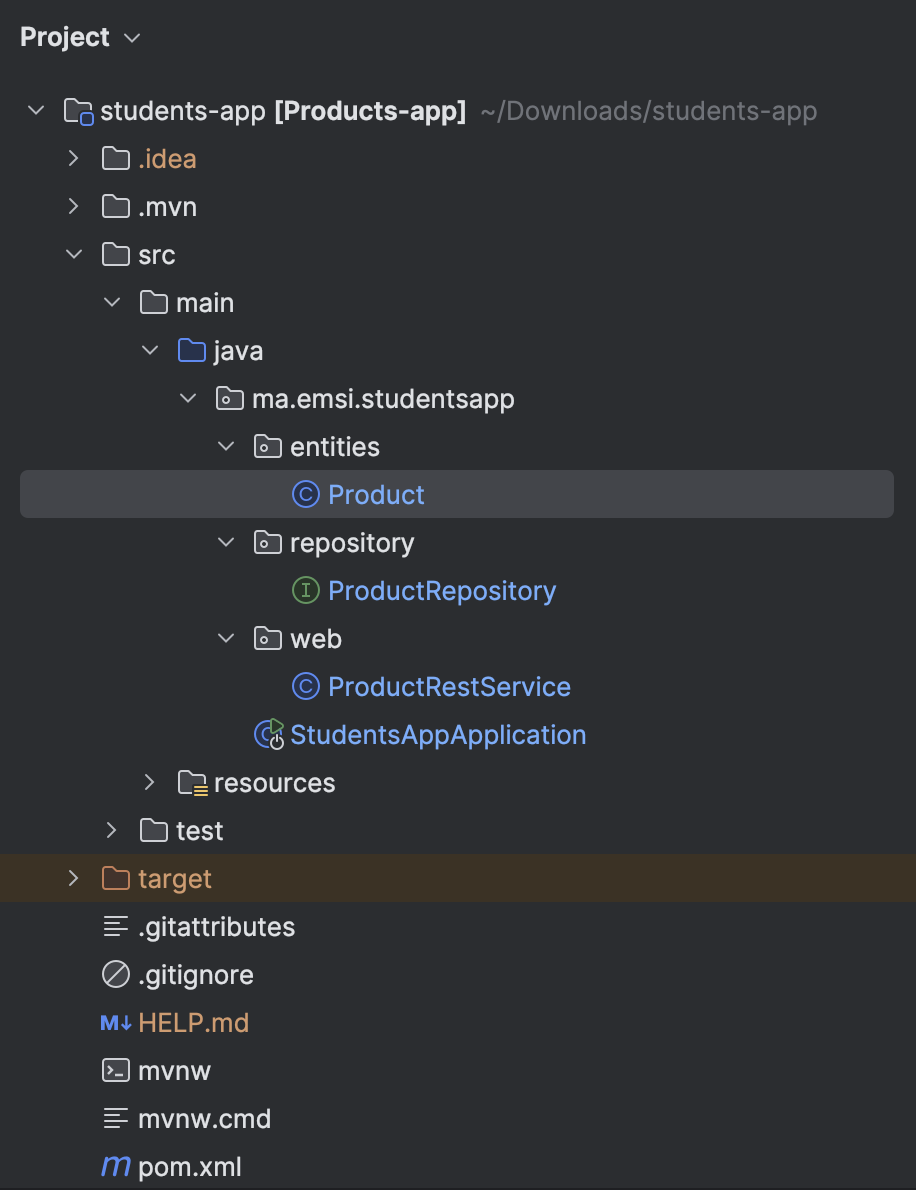 Project
students-app [Products-app] ~/Downloads/students-app
.idea
.mvn
src
main
java
ma.emsi.studentsapp
entities
Product
repository
ProductRepository
web
ProductRestService
StudentsAppApplication
resources
test
target
.gitattributes
.gitignore
HELP.md
mvnw
mvnw.cmd
pom.xml